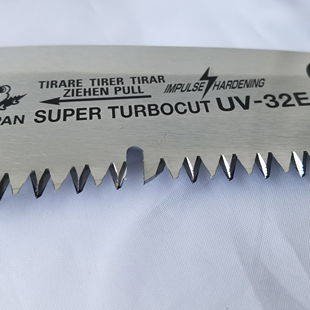 TIRARE TIRER TIRAR
ZIEHEN PULL
IMPULSE HARDENING
PAN SUPER TURBOCUT UV-32E